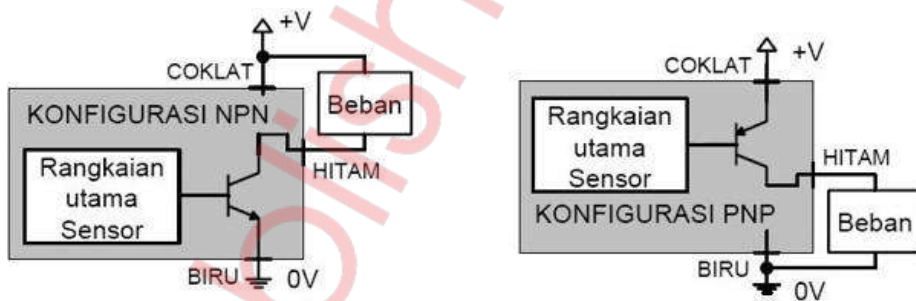 +V
COKLAT
KONFIGURASI NPN
Beban
Rangkaian
utama
Sensor
HITAM
BIRU
0V
+V
COKLAT
Rangkaian
utama
Sensor
HITAM
KONFIGURASI PNP
Beban
BIRU
0V